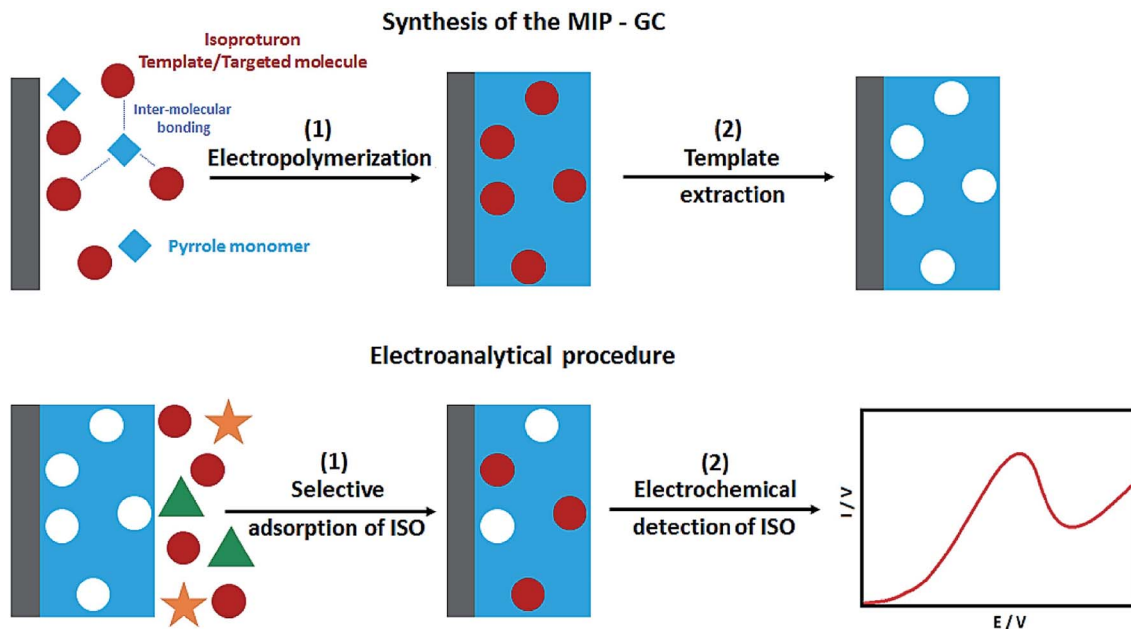 Synthesis of the MIP - GC
Isoproturon
Template/Targeted molecule
Inter-molecular
bonding
Pyrrole monomer
(1)
Electropolymerization
(2)
Template
extraction
Electroanalytical procedure
(1)
Selective
adsorption of ISO
(2)
Electrochemical
detection of ISO
I / V
E / V